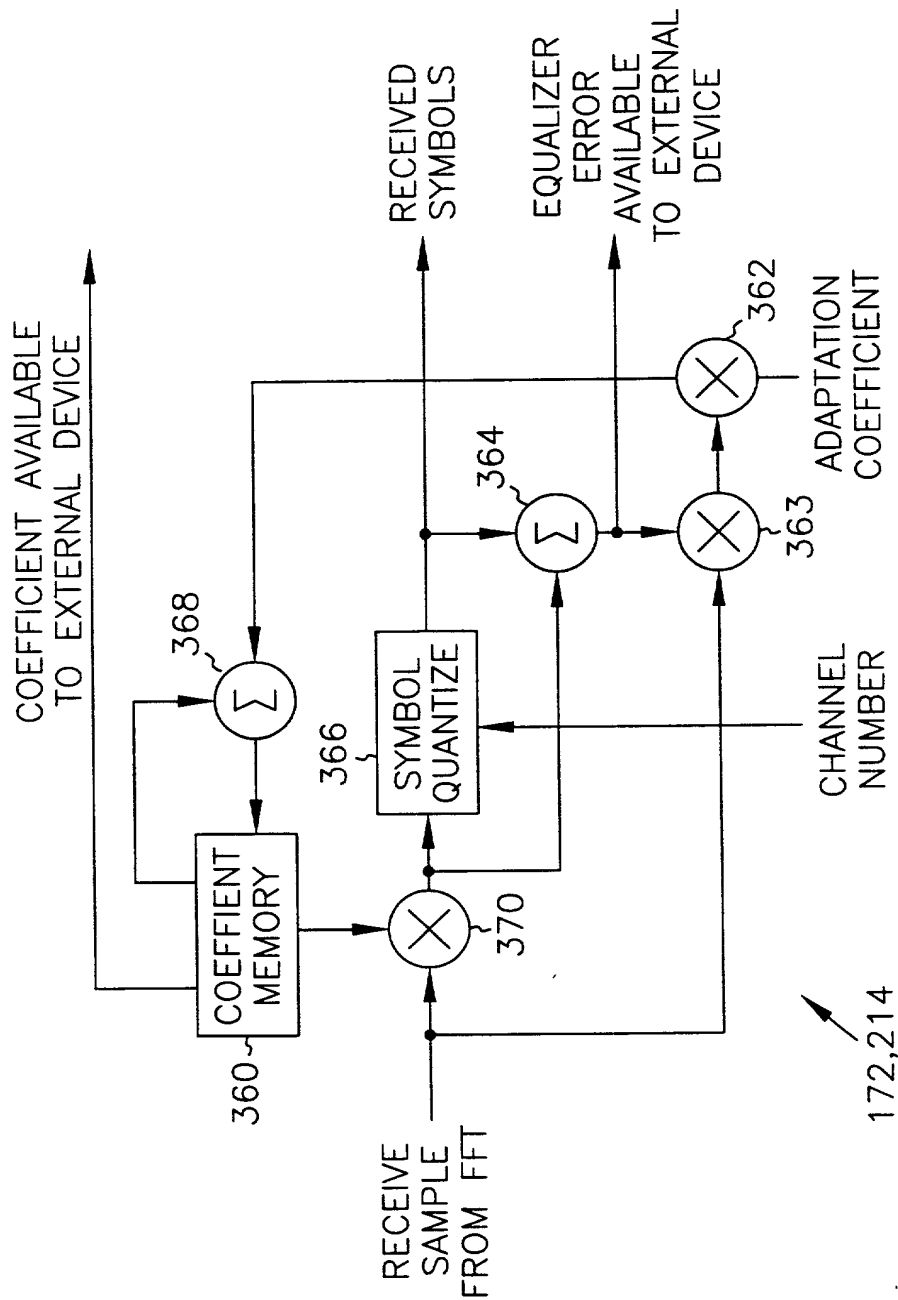 COEFFICIENT AVAILABLE
TO EXTERNAL DEVICE
368
360
COEFFIENT
MEMORY
366
SYMBOL
QUANTIZE
RECEIVED
SYMBOLS
370
364
EQUALIZER
ERROR
AVAILABLE
TO EXTERNAL
DEVICE
RECEIVE
SAMPLE
FROM FFT
363
362
CHANNEL
NUMBER
ADAPTATION
COEFFICIENT
172,214
Σ
Σ